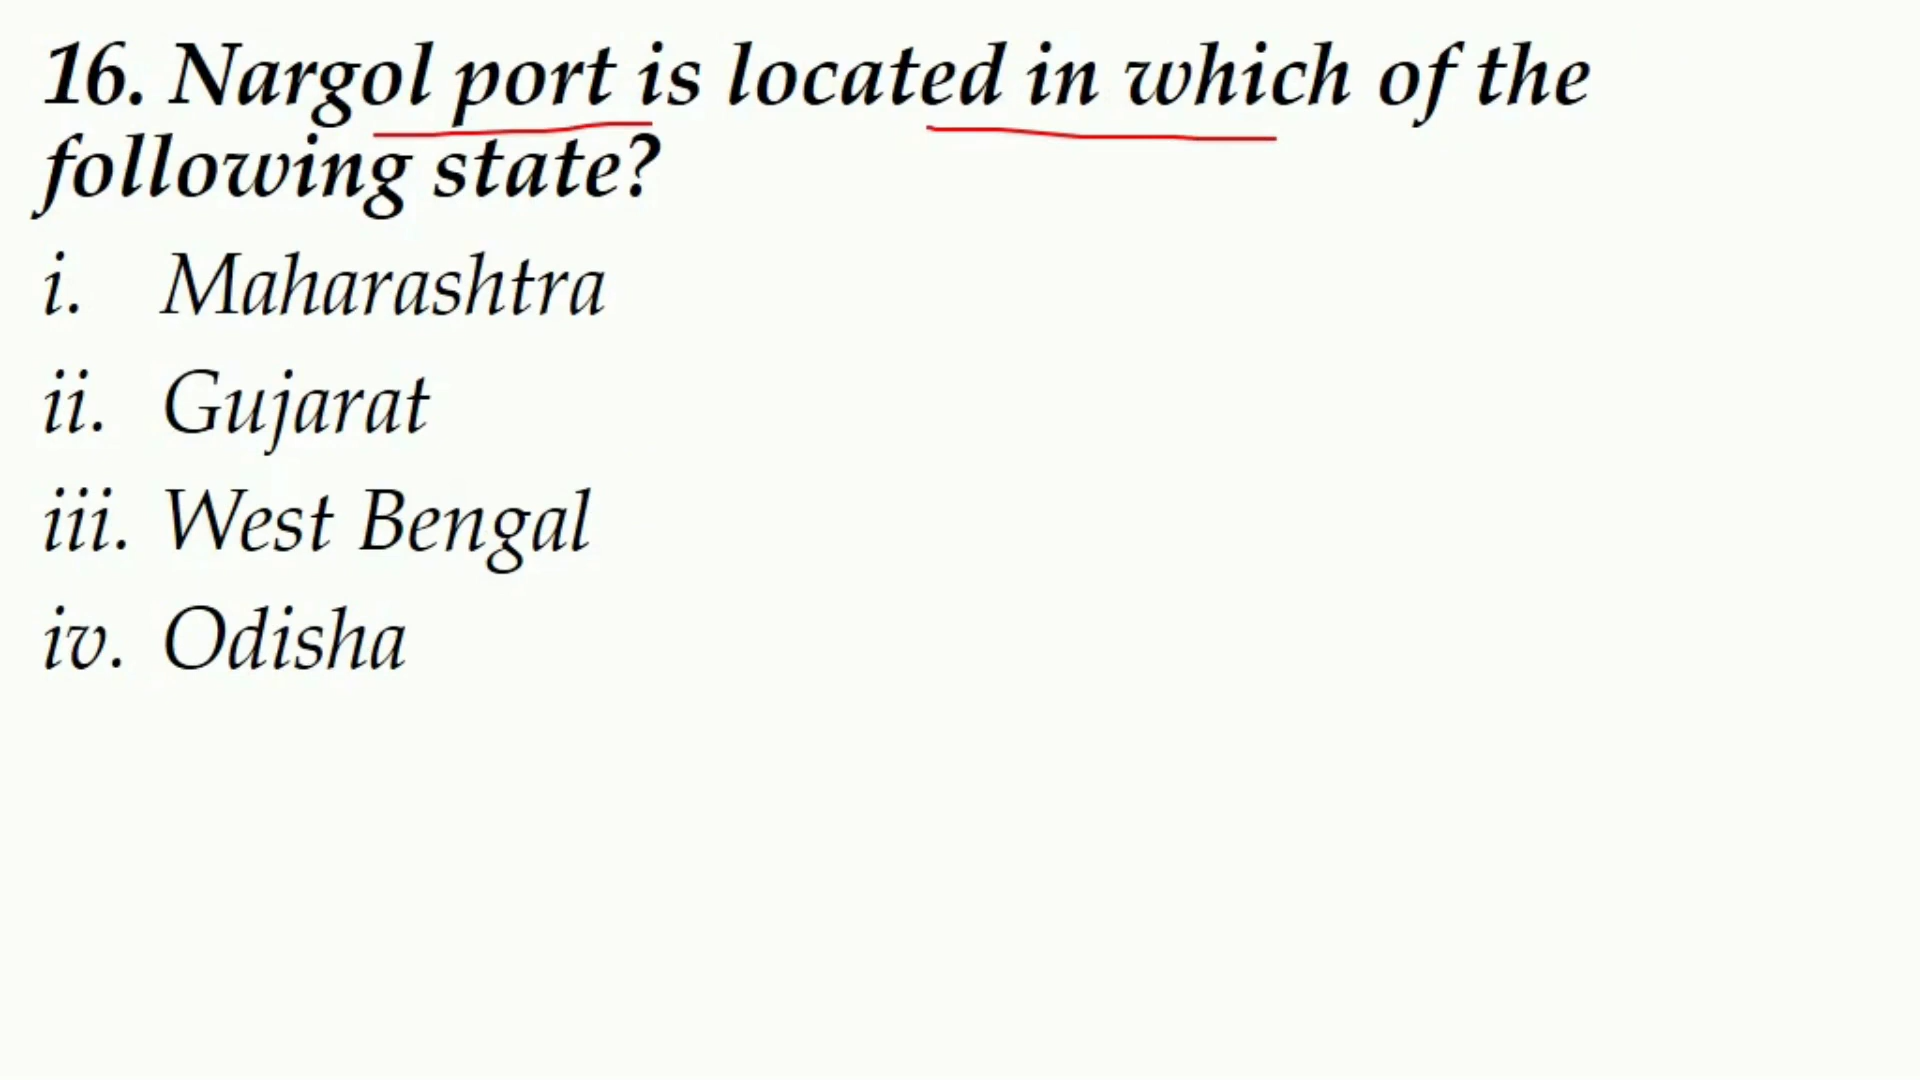 16. Nargol port is located in which of the
following state?
i. Maharashtra
ii. Gujarat
iii. West Bengal
iv. Odisha